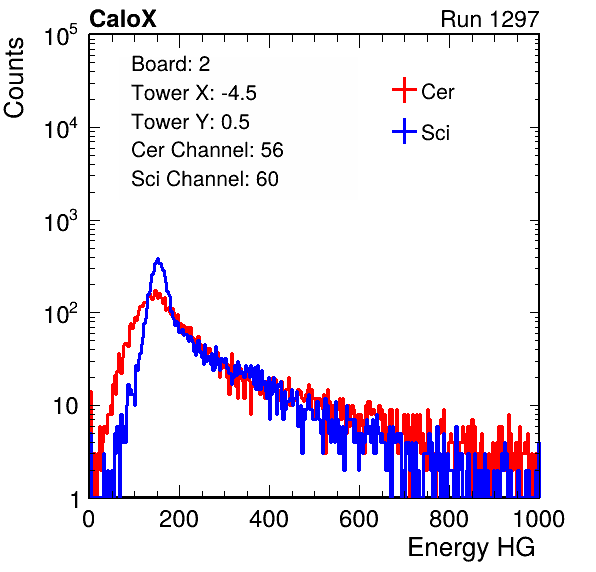 CaloX Run 1297
Counts
Board: 2
Tower X: -4.5
Tower Y: 0.5
Cer Channel: 56
Sci Channel: 60
Cer
Sci
10^5
10^4
10^3
10^2
10
1
0 200 400 600 800 1000
Energy HG